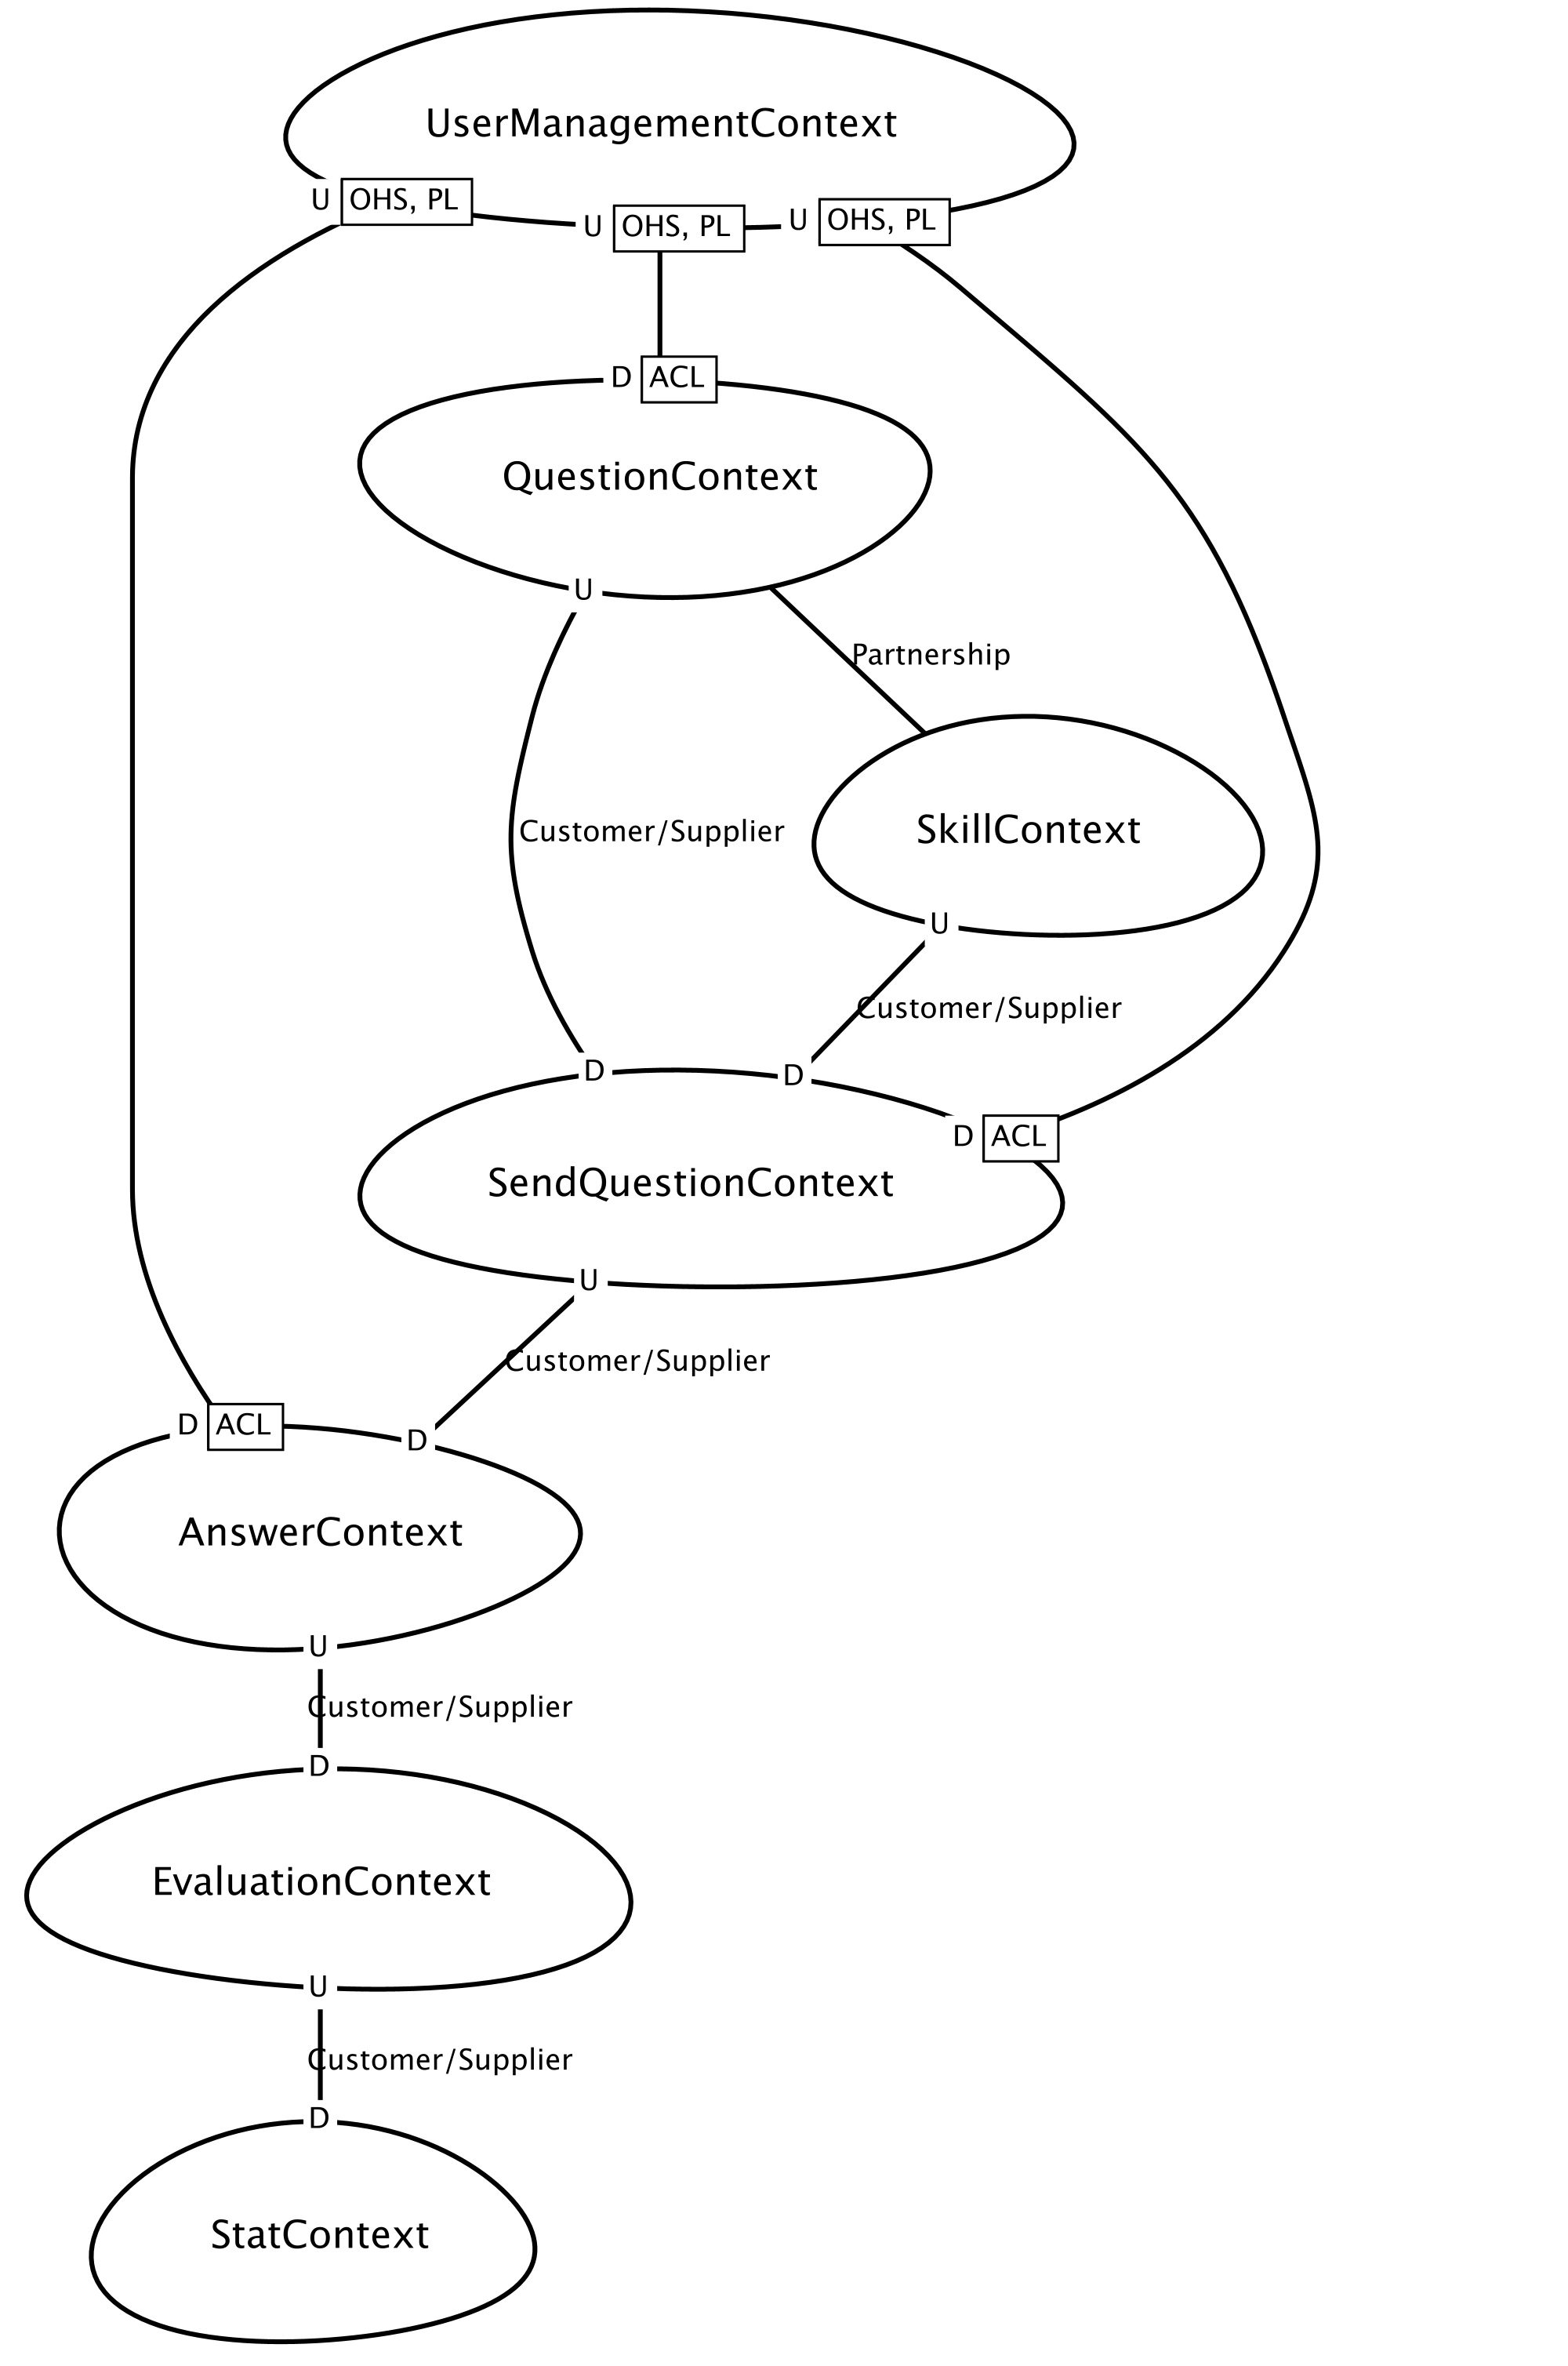 UserManagementContext
U OHS, PL
U OHS, PL
U OHS, PL
D ACL
QuestionContext
U
Partnership
Customer/Supplier
SkillContext
U
Customer/Supplier
D
D
D ACL
SendQuestionContext
U
Customer/Supplier
D ACL
D
AnswerContext
U
Customer/Supplier
D
EvaluationContext
U
Customer/Supplier
D
StatContext